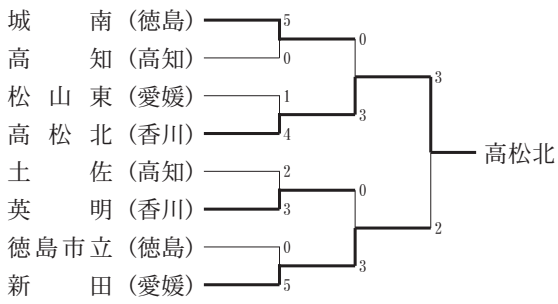 城南(徳島) 5
高知(高知) 0
0
松山東(愛媛) 1
3
高松北(香川) 4
3
高松北
土佐(高知) 2
0
英明(香川) 3
2
徳島市立(徳島) 0
3
新田(愛媛) 5